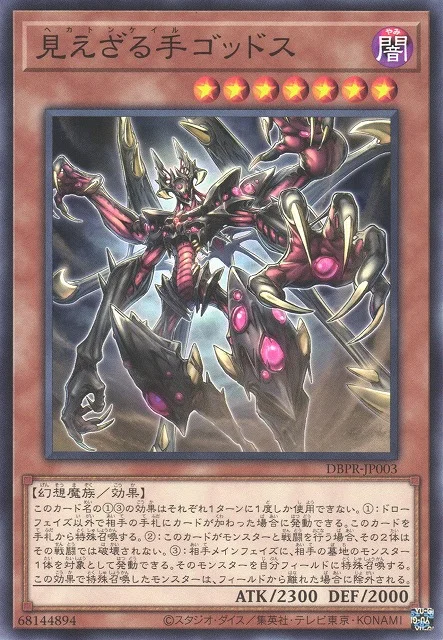 見えざる手ゴッドス
ヘカトンケイル
闇
やみ
DBPR-JP003
【幻想魔族／効果】
このカード名の①③の効果はそれぞれ１ターンに１度しか使用できない。①：ドロー
フェイズ以外で相手の手札にカードが加わった場合に発動できる。このカードを
手札から特殊召喚する。②：このカードがモンスターと戦闘を行う場合、その２体は
その戦闘では破壊されない。③：相手メインフェイズに、相手の墓地のモンスター
１体を対象として発動できる。そのモンスターを自分フィールドに特殊召喚する。
この効果で特殊召喚したモンスターは、フィールドから離れた場合に除外される。
ATK/2300 DEF/2000
68144894
©スタジオ・ダイス／集英社・テレビ東京・KONAMI